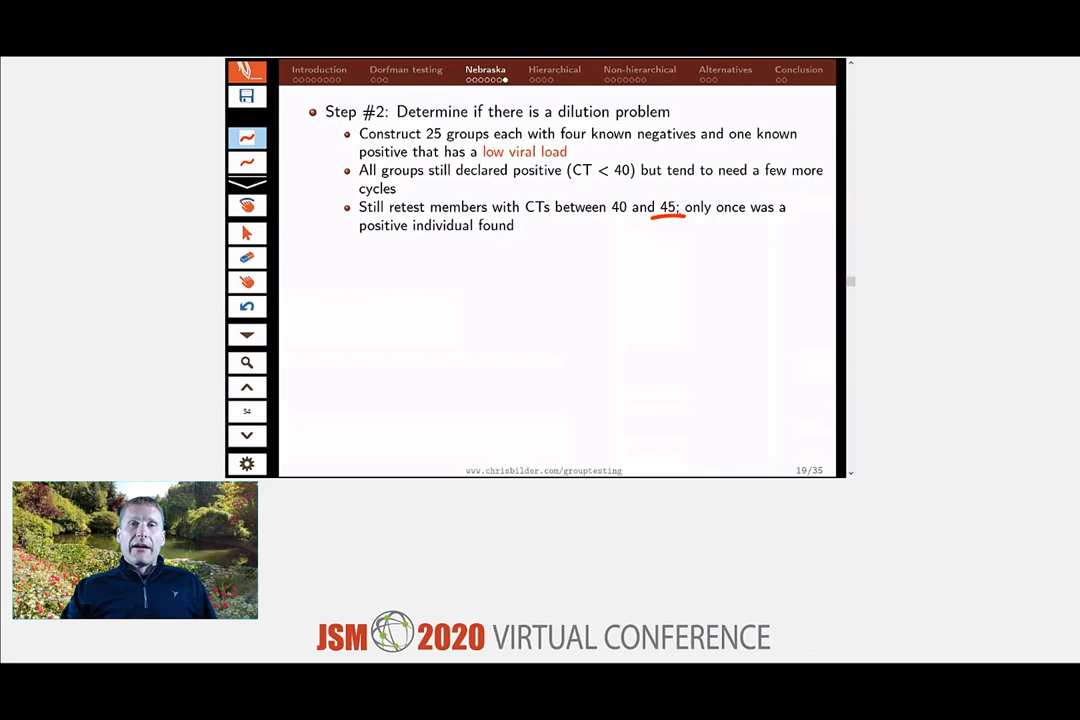 Introduction Dorfman testing Nebraska Hierarchical Non-hierarchical Alternatives Conclusion
Step #2: Determine if there is a dilution problem
Construct 25 groups each with four known negatives and one known
positive that has a low viral load
All groups still declared positive (CT < 40) but tend to need a few more
cycles
Still retest members with CTs between 40 and 45; only once was a
positive individual found
54
www.chrisbilder.com/grouptesting 19/35
JSM 2020 VIRTUAL CONFERENCE